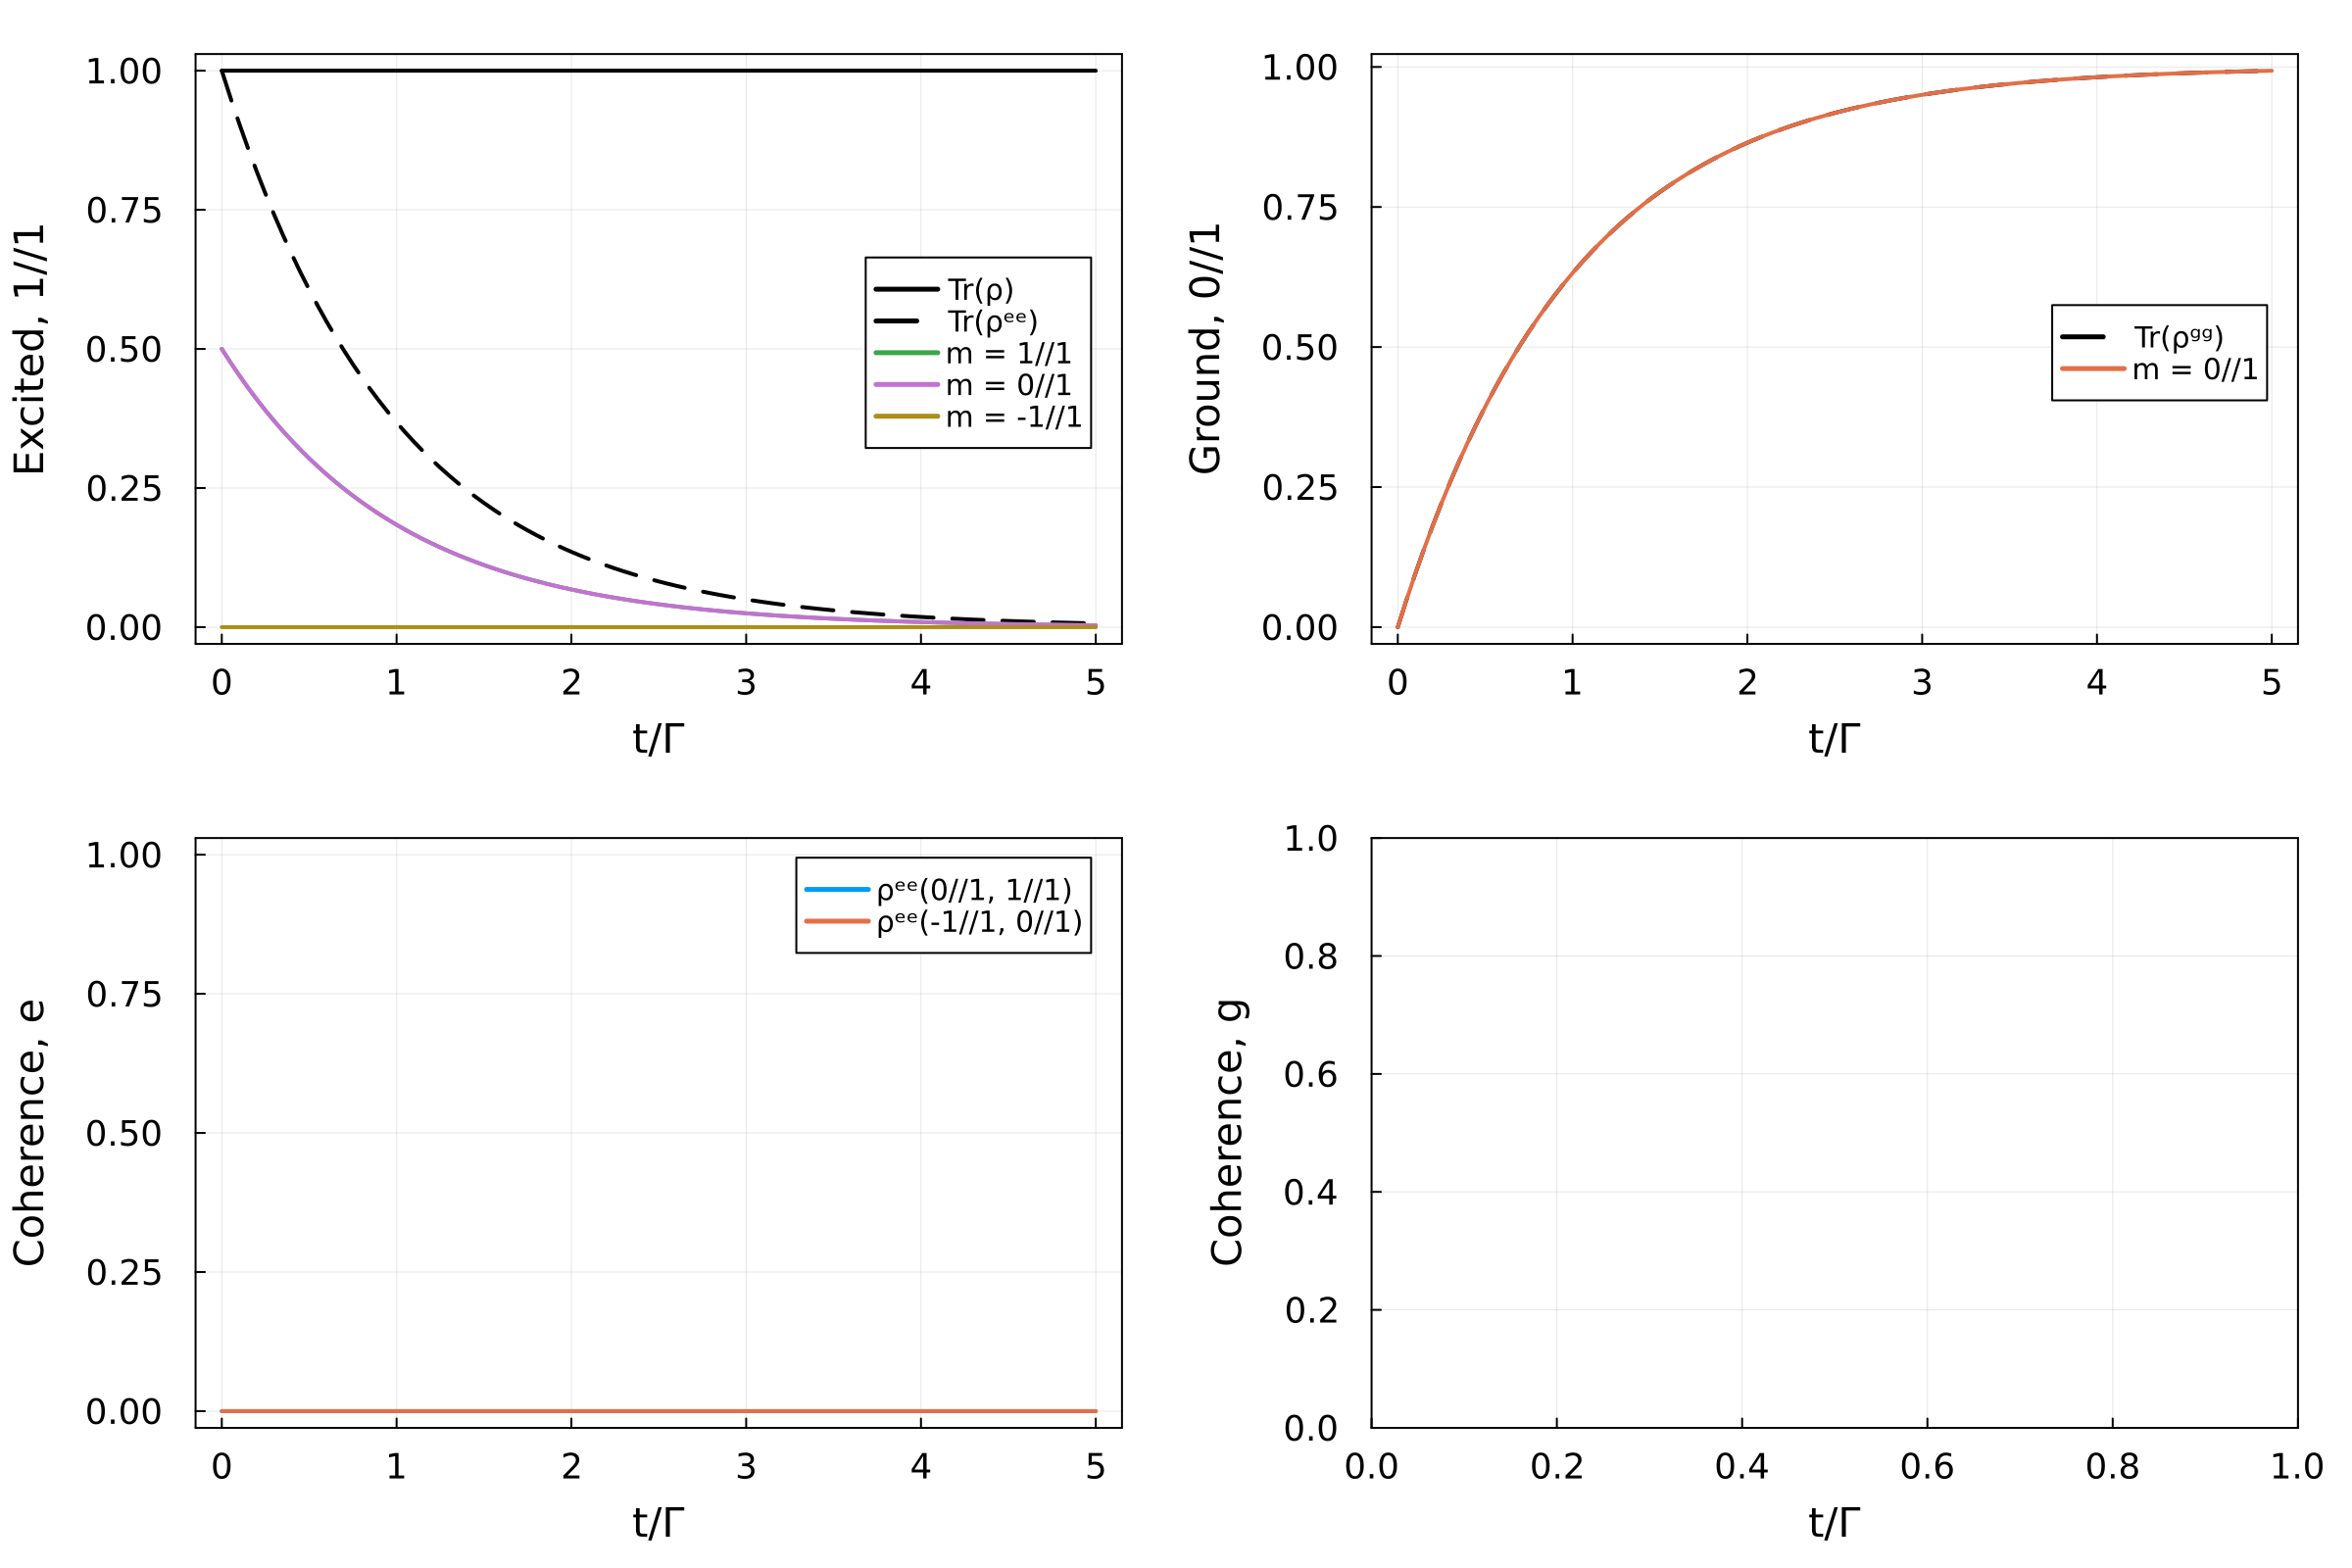 1.00
0.75
0.50
0.25
0.00
Excited, 1//1
Tr(ρ)
Tr(ρᵉᵉ)
m = 1//1
m = 0//1
m = -1//1
0 1 2 3 4 5
t/Γ
1.00
0.75
0.50
0.25
0.00
Ground, 0//1
Tr(ρᵍᵍ)
m = 0//1
0 1 2 3 4 5
t/Γ
1.00
0.75
0.50
0.25
0.00
Coherence, e
ρᵉᵉ(0//1, 1//1)
ρᵉᵉ(-1//1, 0//1)
0 1 2 3 4 5
t/Γ
1.0
0.8
0.6
0.4
0.2
0.0
Coherence, g
0.0 0.2 0.4 0.6 0.8 1.0
t/Γ